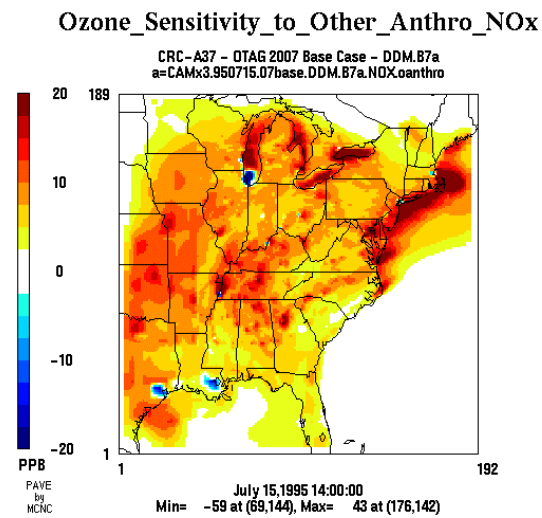 Ozone_Sensitivity_to_Other_Anthro_NOx
CRC-A37 - OTAG 2007 Base Case - DDM.B7a
a=CAMx3.950715.07base.DDM.B7a.NOX.oanthro
20
10
0
-10
-20
PPB
PAVE
by
MCNC
189
1
1
192
July 15,1995 14:00:00
Min= -59 at (69,144), Max= 43 at (176,142)